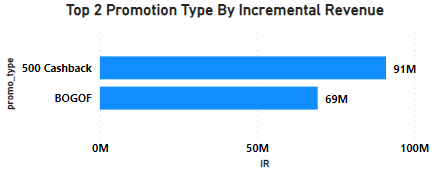 Top 2 Promotion Type By Incremental Revenue
promo_type
500 Cashback
91M
BOGOF
69M
0M 50M 100M
IR